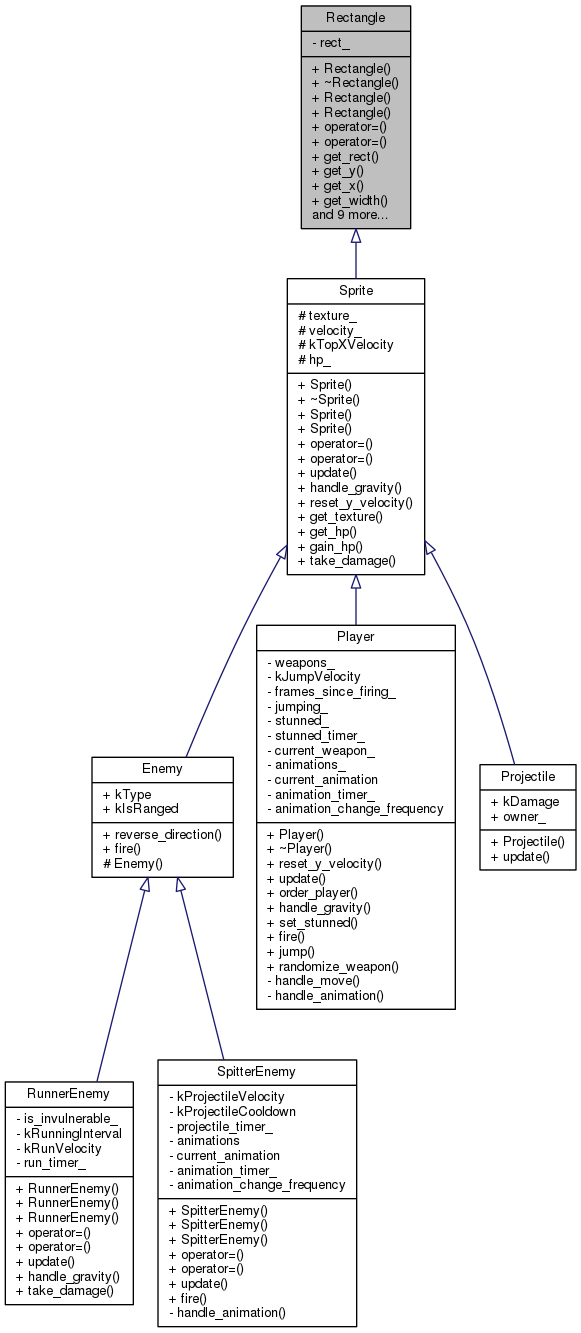 Rectangle
- rect_
+ Rectangle()
+ ~Rectangle()
+ Rectangle()
+ Rectangle()
+ operator=()
+ operator=()
+ get_rect()
+ get_y()
+ get_x()
+ get_width()
and 9 more...
Sprite
# texture_
# velocity_
# kTopXVelocity
# hp_
+ Sprite()
+ ~Sprite()
+ Sprite()
+ Sprite()
+ operator=()
+ operator=()
+ update()
+ handle_gravity()
+ reset_y_velocity()
+ get_texture()
+ get_hp()
+ gain_hp()
+ take_damage()
Enemy
+ kType
+ kIsRanged
+ reverse_direction()
+ fire()
# Enemy()
Player
- weapons_
- kJumpVelocity
- frames_since_firing_
- jumping_
- stunned_
- stunned_timer_
- current_weapon_
- animations_
- current_animation
- animation_timer_
- animation_change_frequency
+ Player()
+ ~Player()
+ reset_y_velocity()
+ update()
+ order_player()
+ handle_gravity()
+ set_stunned()
+ fire()
+ jump()
+ randomize_weapon()
- handle_move()
- handle_animation()
Projectile
+ kDamage
+ owner_
+ Projectile()
+ update()
RunnerEnemy
- is_invulnerable_
- kRunningInterval
- kRunVelocity
- run_timer_
+ RunnerEnemy()
+ RunnerEnemy()
+ RunnerEnemy()
+ operator=()
+ operator=()
+ update()
+ handle_gravity()
+ take_damage()
SpitterEnemy
- kProjectileVelocity
- kProjectileCooldown
- projectile_timer_
- animations
- current_animation
- animation_timer_
- animation_change_frequency
+ SpitterEnemy()
+ SpitterEnemy()
+ SpitterEnemy()
+ operator=()
+ operator=()
+ update()
+ fire()
- handle_animation()